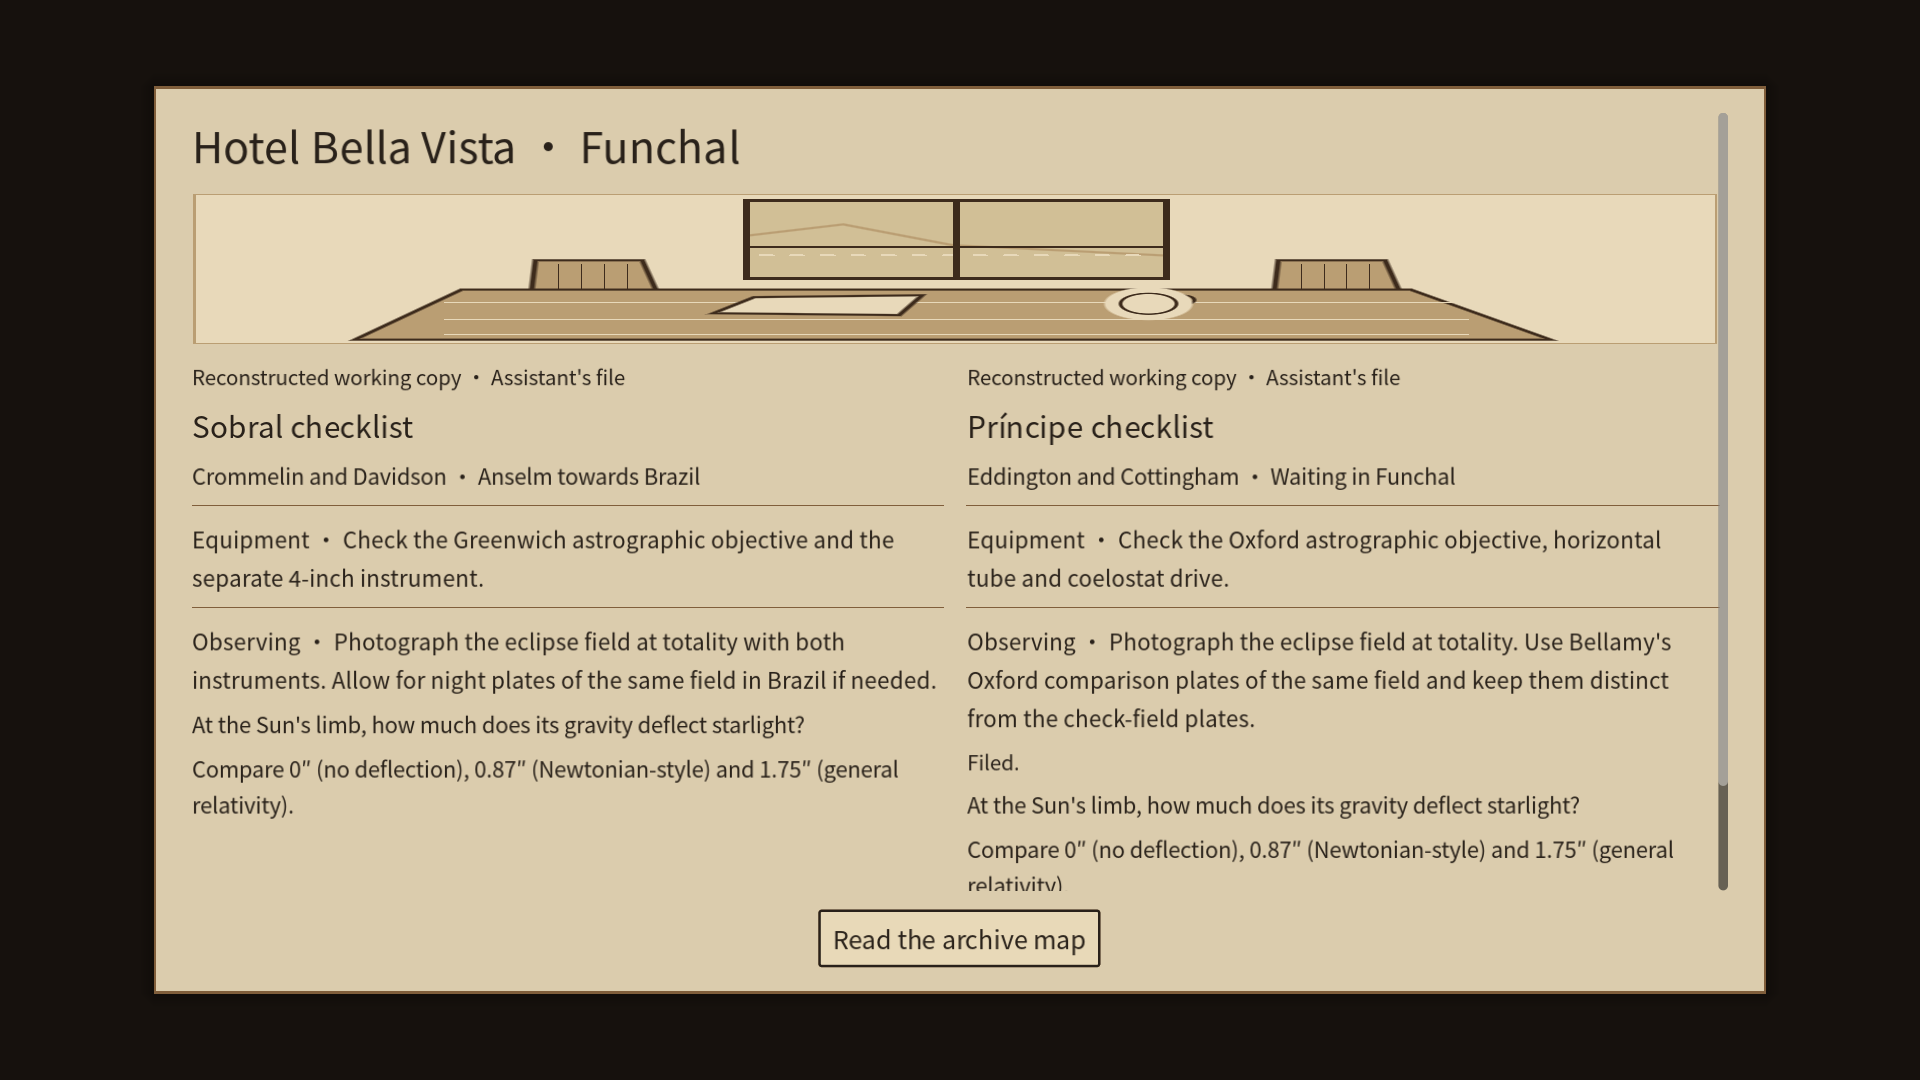 Hotel Bella Vista • Funchal
Reconstructed working copy • Assistant's file
Sobral checklist
Crommelin and Davidson • Anselm towards Brazil
Equipment • Check the Greenwich astrographic objective and the
separate 4-inch instrument.
Observing • Photograph the eclipse field at totality with both
instruments. Allow for night plates of the same field in Brazil if needed.
At the Sun's limb, how much does its gravity deflect starlight?
Compare 0″ (no deflection), 0.87″ (Newtonian-style) and 1.75″ (general
relativity).
Reconstructed working copy • Assistant's file
Príncipe checklist
Eddington and Cottingham • Waiting in Funchal
Equipment • Check the Oxford astrographic objective, horizontal
tube and coelostat drive.
Observing • Photograph the eclipse field at totality. Use Bellamy's
Oxford comparison plates of the same field and keep them distinct
from the check-field plates.
Filed.
At the Sun's limb, how much does its gravity deflect starlight?
Compare 0″ (no deflection), 0.87″ (Newtonian-style) and 1.75″ (general
relativity)
Read the archive map